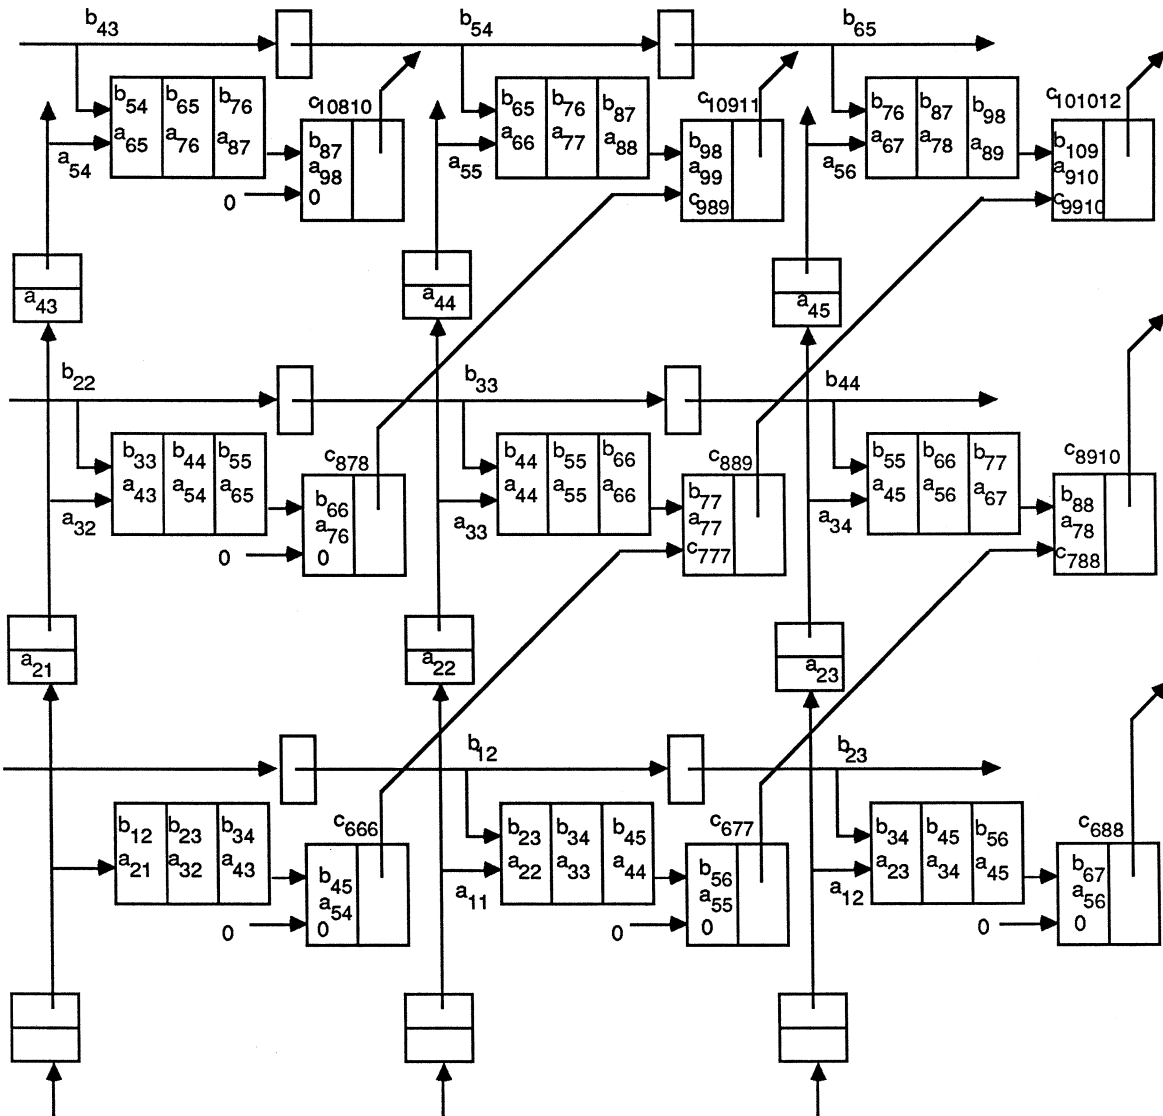 b43 b54 b65
b54 b65 b76 c10810 b65 b76 b87 c10911 b76 b87 b98 c101012
a65 a76 a87 b87 a66 a77 a88 b98 a67 a78 a89 b109
a54 a98 a55 a99 a56 a910
0 0 c989 c9910
a43 a44 a45
b22 b33 b44
b33 b44 b55 c878 b44 b55 b66 c889 b55 b66 b77 c8910
a43 a54 a65 b66 a44 a55 a66 b77 a45 a56 a67 b88
a32 a76 a33 a77 a34 a78
0 0 c777 c788
a21 a22 a23
b12 b23
b12 b23 b34 c666 b23 b34 b45 c677 b34 b45 b56 c688
a21 a32 a43 b45 a22 a33 a44 b56 a23 a34 a45 b67
a54 a11 a55 a12 a56
0 0 0 0 0 0